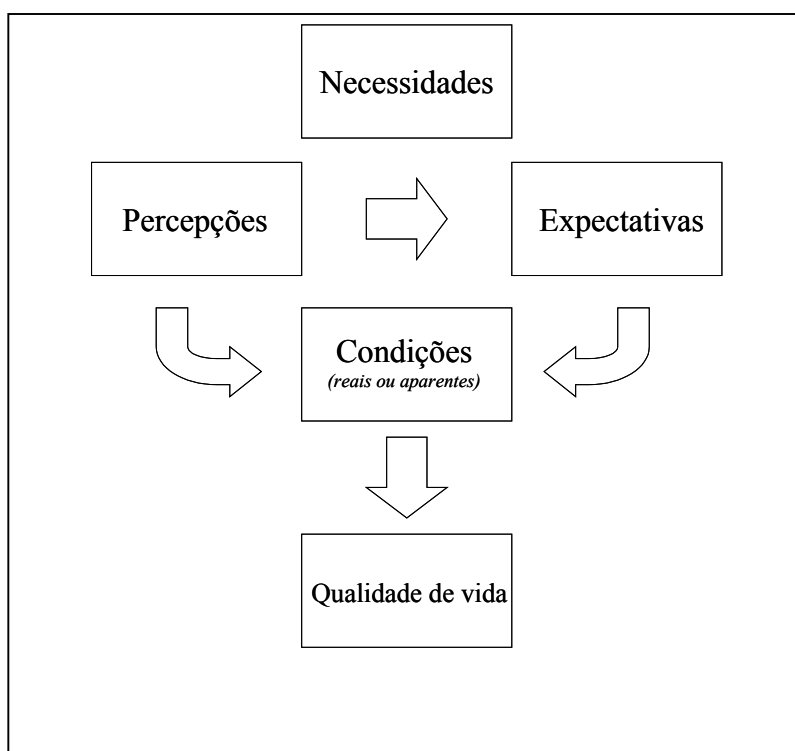 Necessidades
Percepções
Expectativas
Condições
(reais ou aparentes)
Qualidade de vida